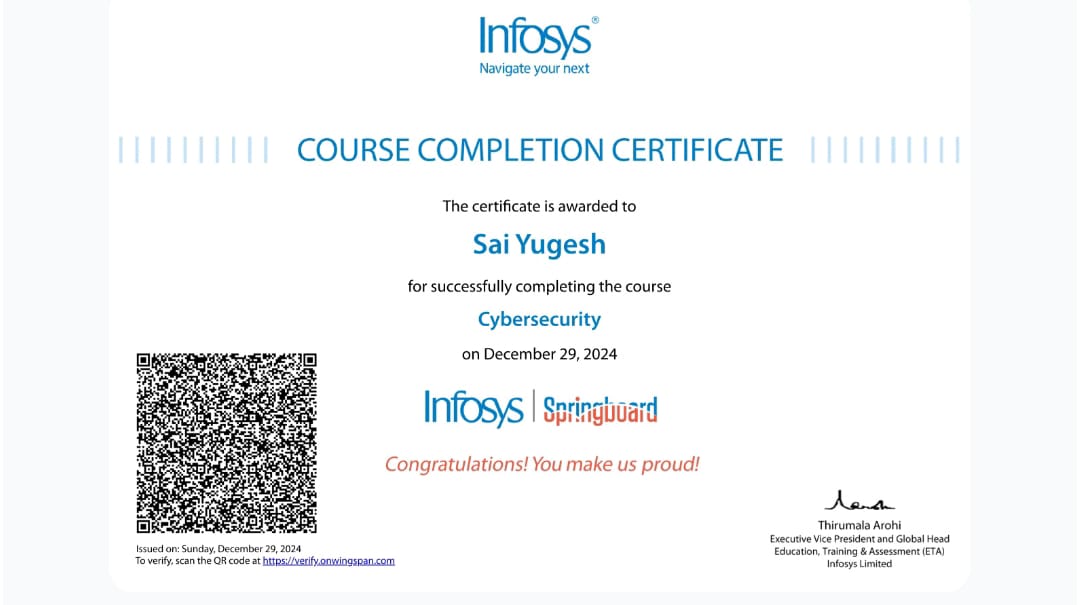 Infosys®
Navigate your next
COURSE COMPLETION CERTIFICATE
The certificate is awarded to
Sai Yugesh
for successfully completing the course
Cybersecurity
on December 29, 2024
Infosys | Springboard
Congratulations! You make us proud!
Issued on: Sunday, December 29, 2024
To verify, scan the QR code at https://verify.onwingspan.com
Thirumala Arohi
Executive Vice President and Global Head
Education, Training & Assessment (ETA)
Infosys Limited